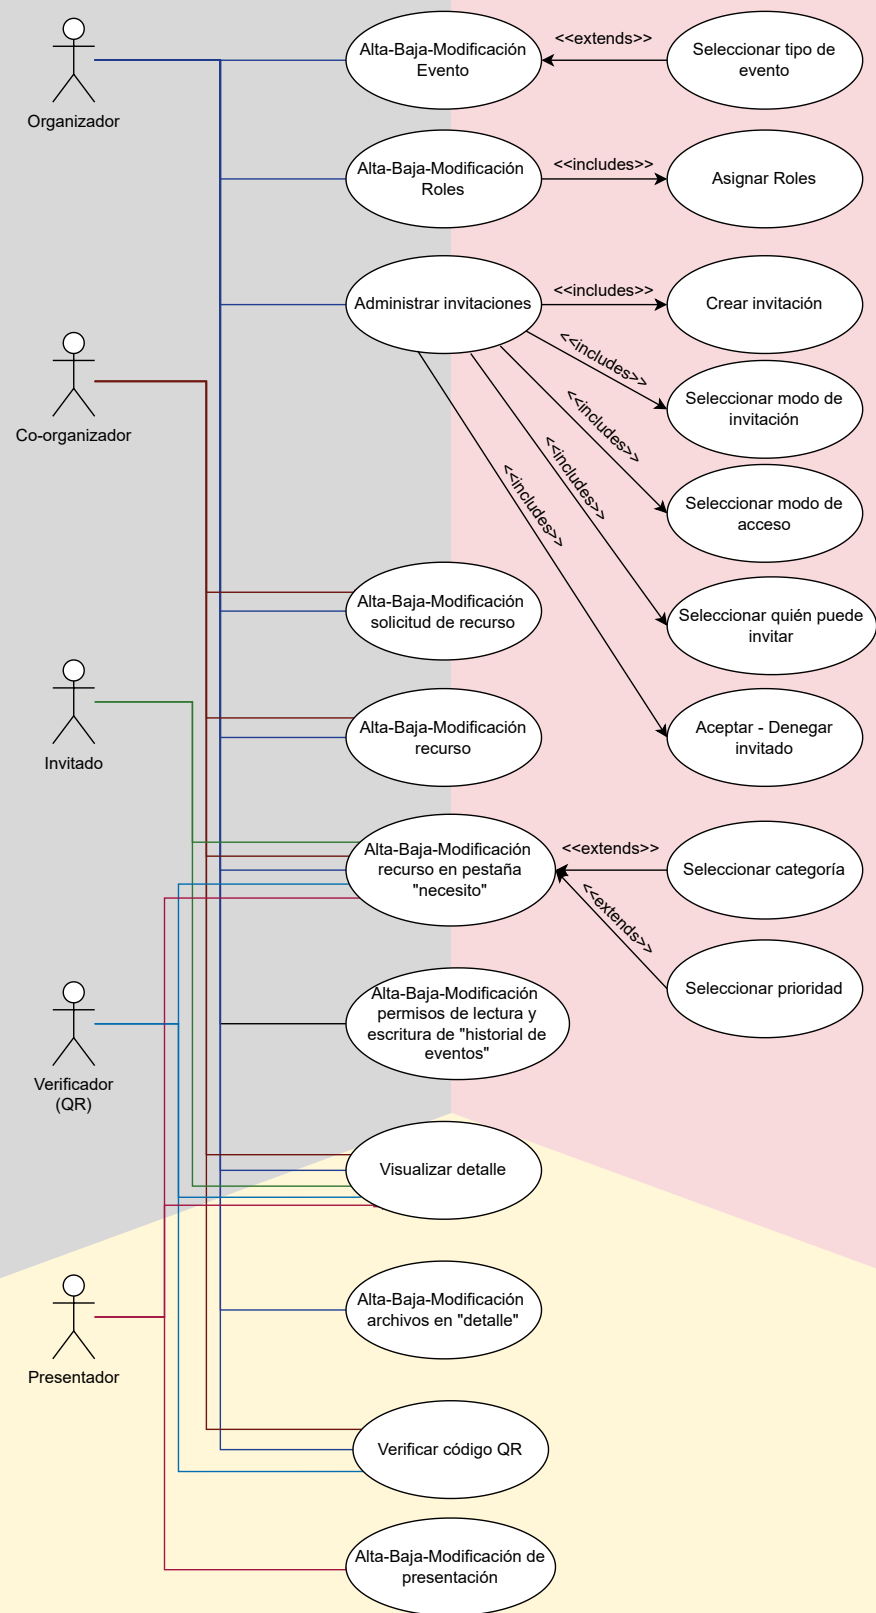 Organizador
Alta-Baja-Modificación
Evento
<<extends>>
Seleccionar tipo de
evento
Alta-Baja-Modificación
Roles
<<includes>>
Asignar Roles
Administrar invitaciones
<<includes>>
Crear invitación
<<includes>>
Seleccionar modo de
invitación
<<includes>>
Seleccionar modo de
acceso
<<includes>>
Seleccionar quién puede
invitar
<<includes>>
Aceptar - Denegar
invitado
Co-organizador
Alta-Baja-Modificación
solicitud de recurso
Invitado
Alta-Baja-Modificación
recurso
Alta-Baja-Modificación
recurso en pestaña
"necesito"
<<extends>>
Seleccionar categoría
<<extends>>
Seleccionar prioridad
Verificador
(QR)
Alta-Baja-Modificación
permisos de lectura y
escritura de "historial de
eventos"
Visualizar detalle
Presentador
Alta-Baja-Modificación
archivos en "detalle"
Verificar código QR
Alta-Baja-Modificación de
presentación